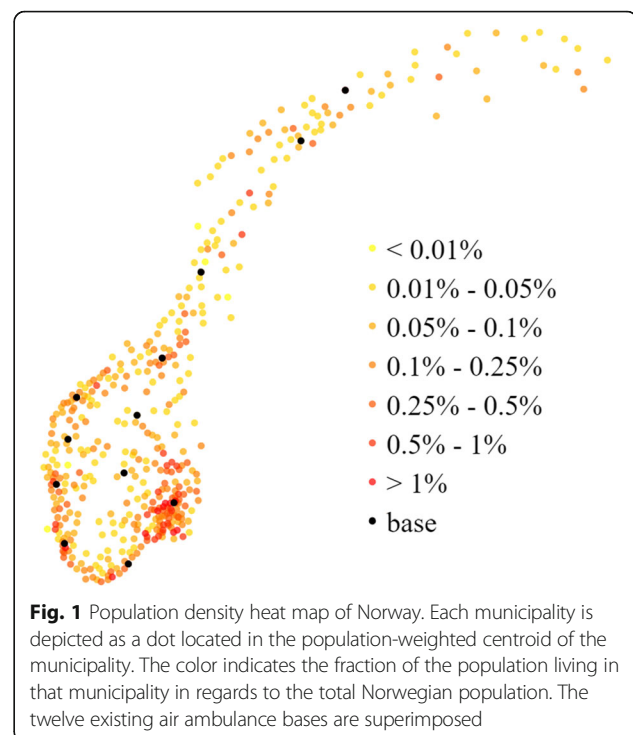 < 0.01%
0.01% - 0.05%
0.05% - 0.1%
0.1% - 0.25%
0.25% - 0.5%
0.5% - 1%
> 1%
base
Fig. 1 Population density heat map of Norway. Each municipality is
depicted as a dot located in the population-weighted centroid of the
municipality. The color indicates the fraction of the population living in
that municipality in regards to the total Norwegian population. The
twelve existing air ambulance bases are superimposed